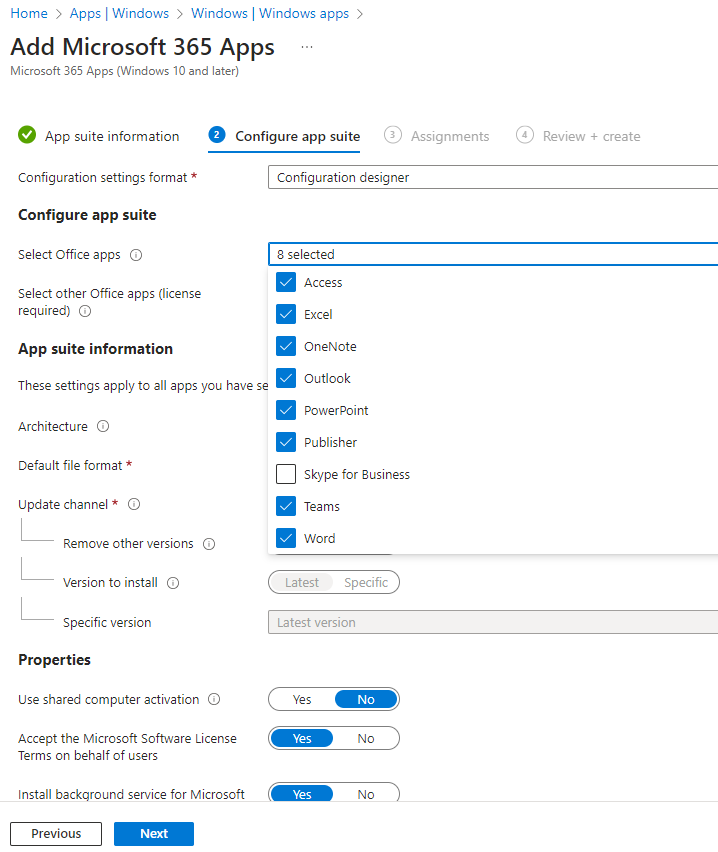 Home > Apps | Windows > Windows | Windows apps >
Add Microsoft 365 Apps ...
Microsoft 365 Apps (Windows 10 and later)
App suite information 2 Configure app suite 3 Assignments 4 Review + create
Configuration settings format * Configuration designer
Configure app suite
Select Office apps 8 selected
Access
Select other Office apps (license
required)
Excel
OneNote
App suite information
Outlook
These settings apply to all apps you have se
PowerPoint
Architecture
Publisher
Default file format *
Skype for Business
Update channel *
Teams
Word
Remove other versions
Version to install Latest Specific
Specific version Latest version
Properties
Use shared computer activation Yes No
Accept the Microsoft Software License
Terms on behalf of users
Yes No
Install background service for Microsoft Yes No
Previous Next